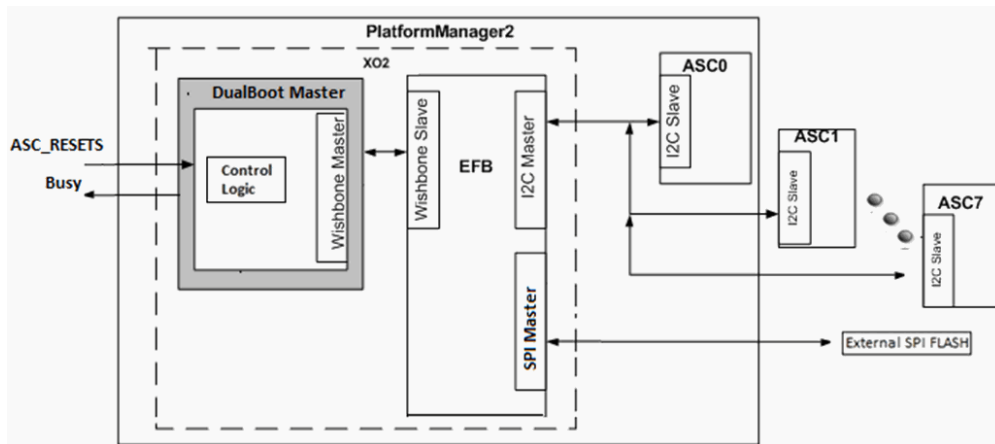 PlatformManager2
XO2
DualBoot Master
Control
Logic
Wishbone Master
ASC_RESETS
Busy
Wishbone Slave
EFB
I2C Master
SPI Master
ASC0
I2C Slave
ASC1
I2C Slave
ASC7
I2C Slave
External SPI FLASH